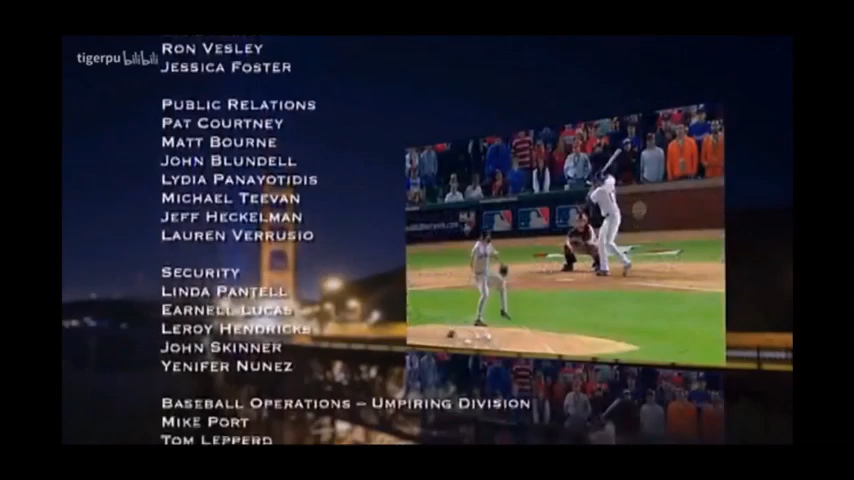 tigerpu bilibili
RON VESLEY
JESSICA FOSTER
PUBLIC RELATIONS
PAT COURTNEY
MATT BOURNE
JOHN BLUNDELL
LYDIA PANAYOTIDIS
MICHAEL TEEVAN
JEFF HECKELMAN
LAUREN VERRUSIO
SECURITY
LINDA PANTELL
EARNELL LUCAS
LEROY HENDRICKS
JOHN SKINNER
YENIFER NUNEZ
BASEBALL OPERATIONS – UMPIRING DIVISION
MIKE PORT
TOM LEPPERD